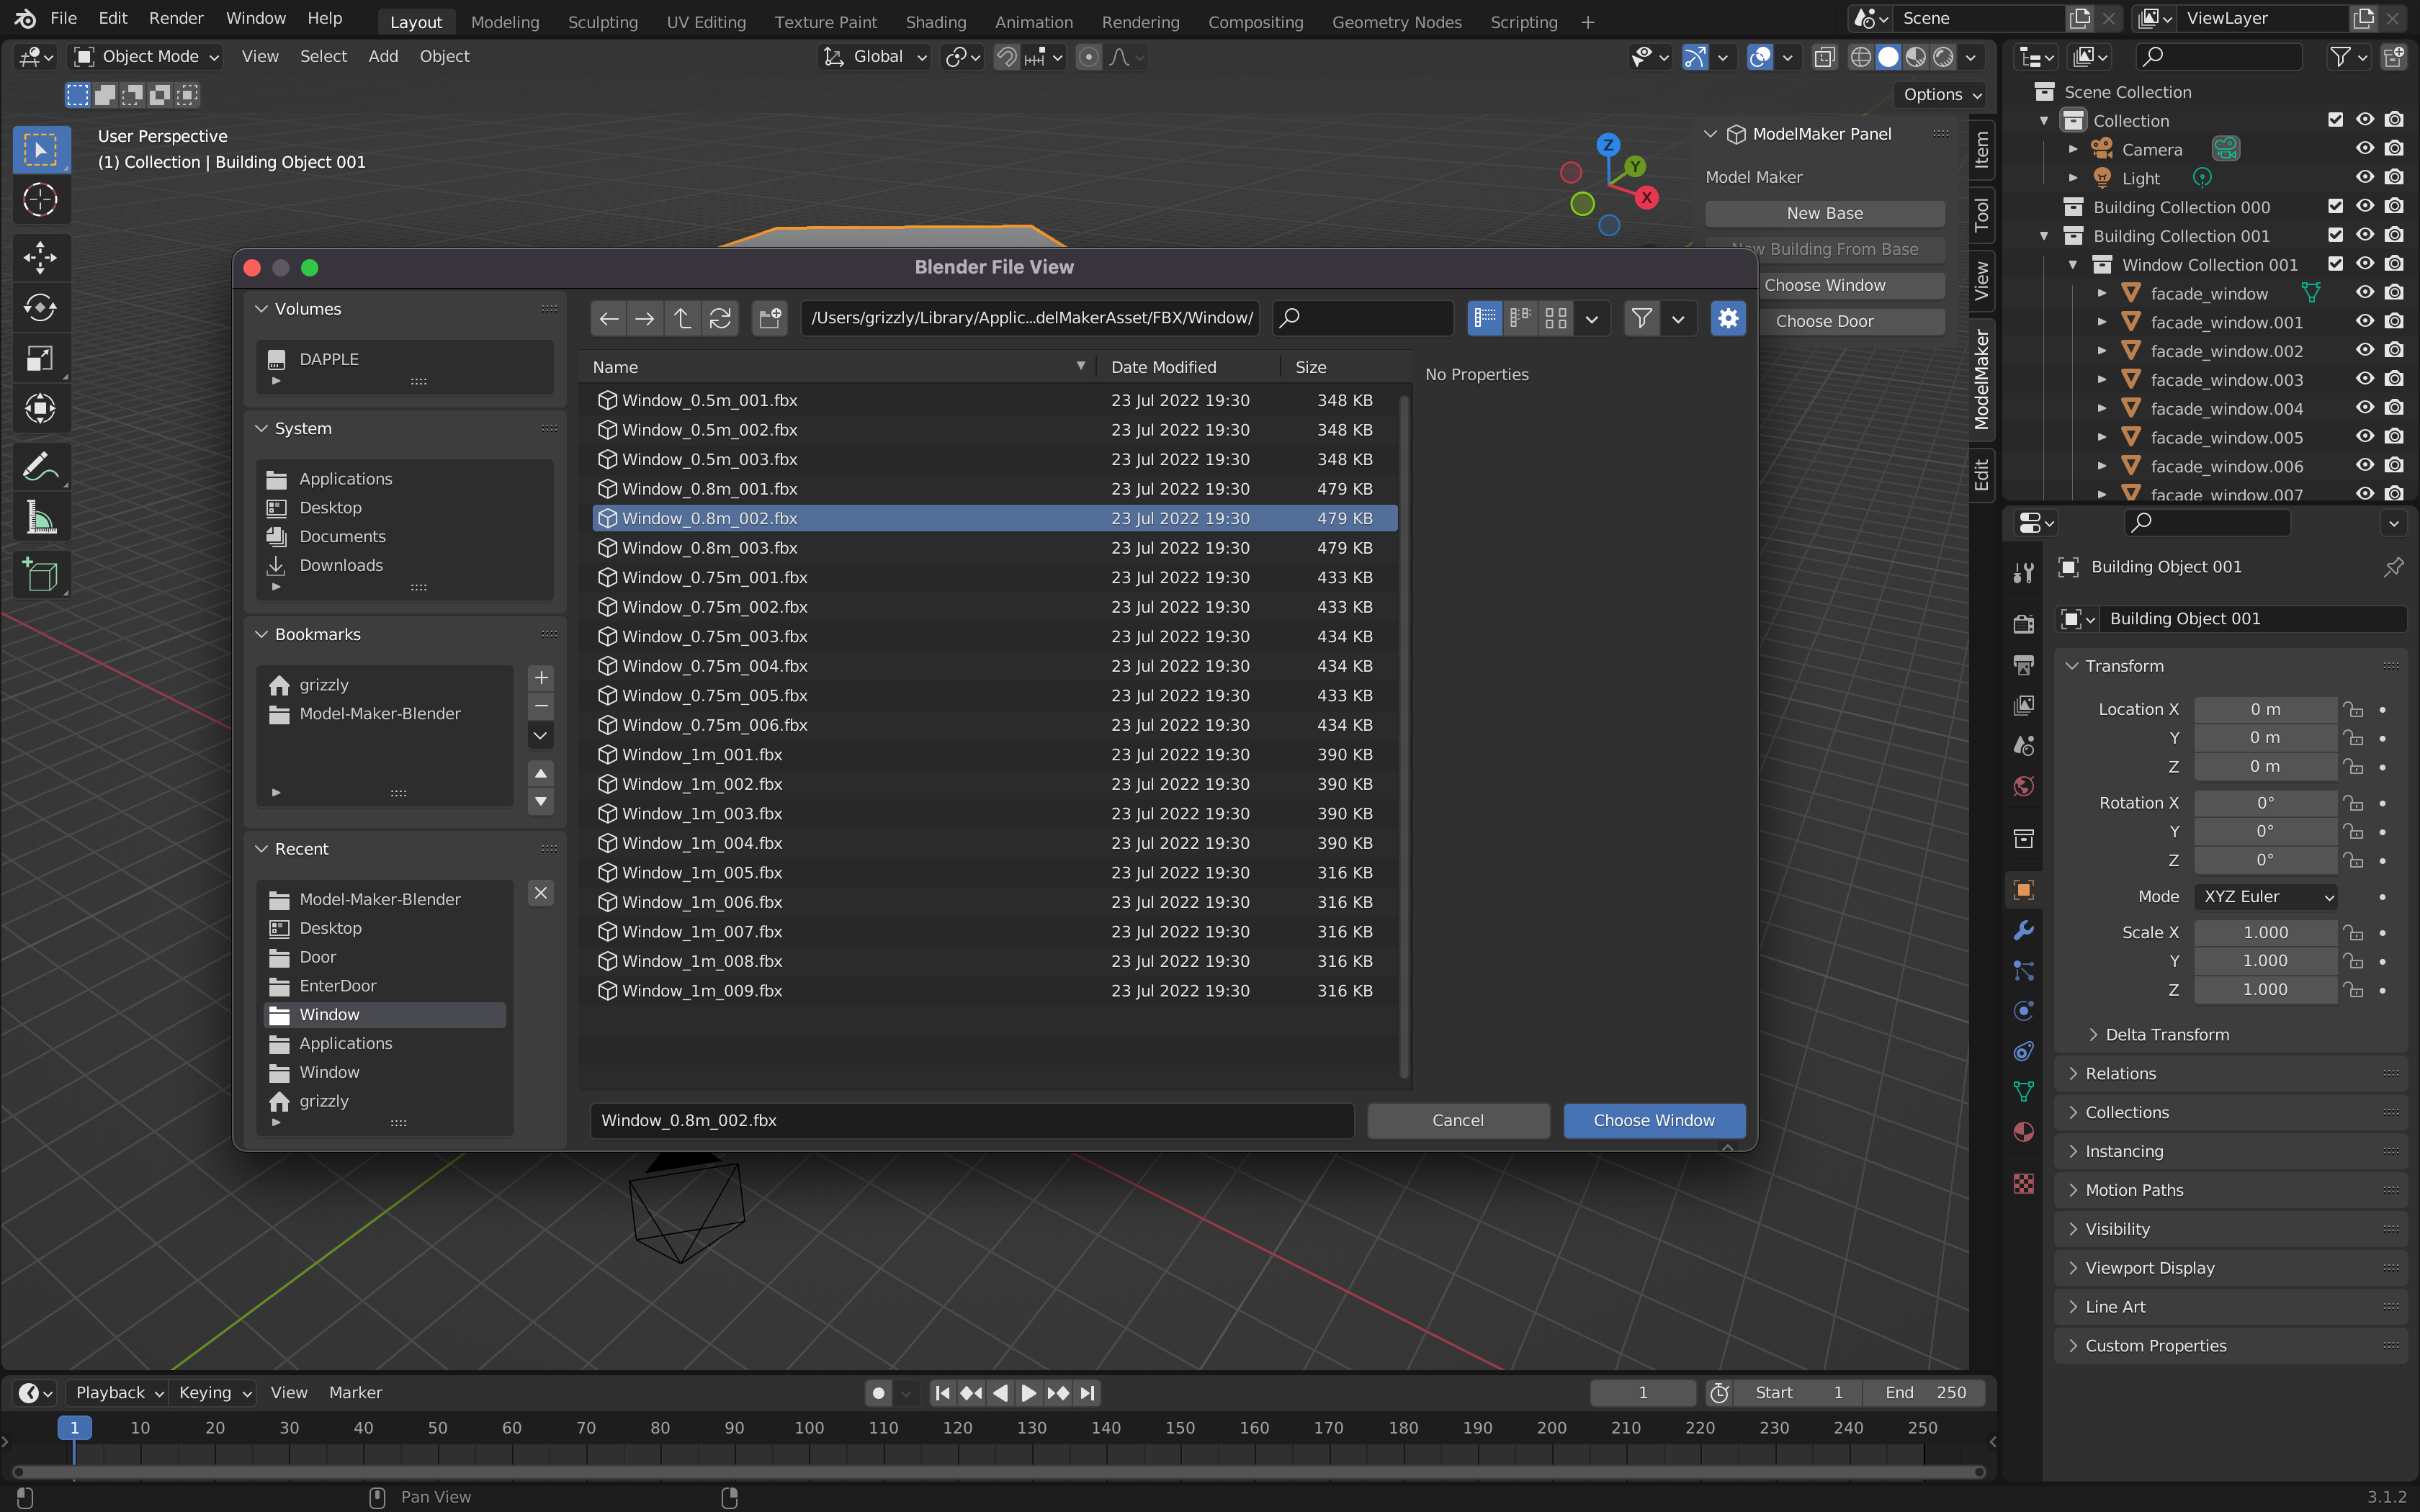 File Edit Render Window Help Layout Modeling Sculpting UV Editing Texture Paint Shading Animation Rendering Compositing Geometry Nodes Scripting + Scene ViewLayer
Object Mode View Select Add Object Global
Options
User Perspective
(1) Collection | Building Object 001
Z
Y
X
ModelMaker Panel
Model Maker
New Base
New Building From Base
Choose Window
Choose Door
Item
Tool
View
ModelMaker
Edit
Scene Collection
Collection
Camera
Light
Building Collection 000
Building Collection 001
Window Collection 001
facade_window
facade_window.001
facade_window.002
facade_window.003
facade_window.004
facade_window.005
facade_window.006
facade_window.007
Blender File View
Volumes
DAPPLE
System
Applications
Desktop
Documents
Downloads
Bookmarks
grizzly
Model-Maker-Blender
Recent
Model-Maker-Blender
Desktop
Door
EnterDoor
Window
Applications
Window
grizzly
/Users/grizzly/Library/Applic...delMakerAsset/FBX/Window/
Name Date Modified Size
Window_0.5m_001.fbx 23 Jul 2022 19:30 348 KB
Window_0.5m_002.fbx 23 Jul 2022 19:30 348 KB
Window_0.5m_003.fbx 23 Jul 2022 19:30 348 KB
Window_0.8m_001.fbx 23 Jul 2022 19:30 479 KB
Window_0.8m_002.fbx 23 Jul 2022 19:30 479 KB
Window_0.8m_003.fbx 23 Jul 2022 19:30 479 KB
Window_0.75m_001.fbx 23 Jul 2022 19:30 433 KB
Window_0.75m_002.fbx 23 Jul 2022 19:30 433 KB
Window_0.75m_003.fbx 23 Jul 2022 19:30 434 KB
Window_0.75m_004.fbx 23 Jul 2022 19:30 434 KB
Window_0.75m_005.fbx 23 Jul 2022 19:30 433 KB
Window_0.75m_006.fbx 23 Jul 2022 19:30 434 KB
Window_1m_001.fbx 23 Jul 2022 19:30 390 KB
Window_1m_002.fbx 23 Jul 2022 19:30 390 KB
Window_1m_003.fbx 23 Jul 2022 19:30 390 KB
Window_1m_004.fbx 23 Jul 2022 19:30 390 KB
Window_1m_005.fbx 23 Jul 2022 19:30 316 KB
Window_1m_006.fbx 23 Jul 2022 19:30 316 KB
Window_1m_007.fbx 23 Jul 2022 19:30 316 KB
Window_1m_008.fbx 23 Jul 2022 19:30 316 KB
Window_1m_009.fbx 23 Jul 2022 19:30 316 KB
No Properties
Window_0.8m_002.fbx Cancel Choose Window
Building Object 001
Building Object 001
Transform
Location X 0 m
Y 0 m
Z 0 m
Rotation X 0°
Y 0°
Z 0°
Mode XYZ Euler
Scale X 1.000
Y 1.000
Z 1.000
Delta Transform
Relations
Collections
Instancing
Motion Paths
Visibility
Viewport Display
Line Art
Custom Properties
Playback Keying View Marker 1 Start 1 End 250
1 10 20 30 40 50 60 70 80 90 100 110 120 130 140 150 160 170 180 190 200 210 220 230 240 250
Pan View
3.1.2